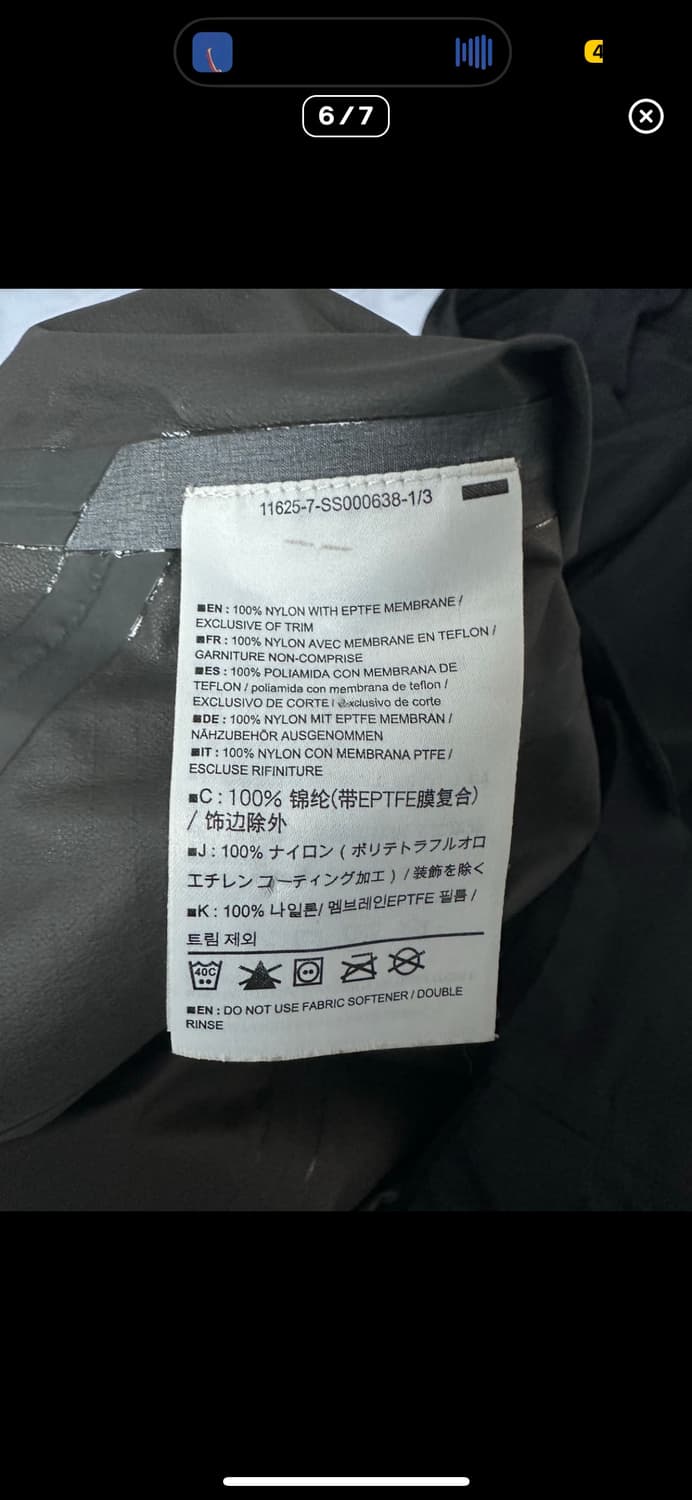 4
6/7
11625-7-SS000638-1/3
■EN : 100% NYLON WITH EPTFE MEMBRANE /
EXCLUSIVE OF TRIM
■FR : 100% NYLON AVEC MEMBRANE EN TEFLON /
GARNITURE NON-COMPRISE
■ES : 100% POLIAMIDA CON MEMBRANA DE
TEFLON / poliamida con membrana de teflon /
EXCLUSIVO DE CORTE / exclusivo de corte
■DE : 100% NYLON MIT EPTFE MEMBRAN /
NÄHZUBEHÖR AUSGENOMMEN
■IT : 100% NYLON CON MEMBRANA PTFE /
ESCLUSE RIFINITURE
■C : 100% 锦纶(带EPTFE膜复合)
/ 饰边除外
■J : 100% ナイロン ( ポリテトラフルオロ
エチレン コーティング加工 ) / 装飾を除く
■K : 100% 나일론/ 멤브레인EPTFE 필름 /
트림 제외
40C
■EN : DO NOT USE FABRIC SOFTENER / DOUBLE
RINSE